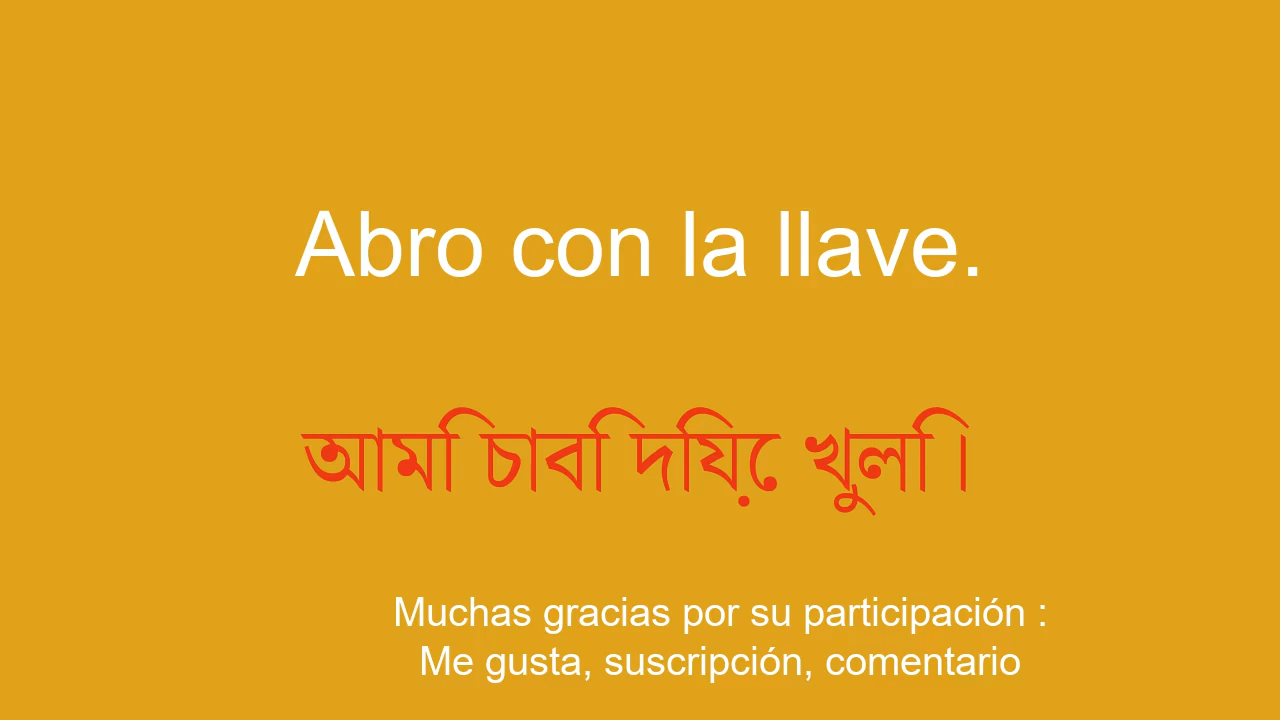 Abro con la llave.
আমি চাবি দিয়ে খুলি।
Muchas gracias por su participación :
Me gusta, suscripción, comentario